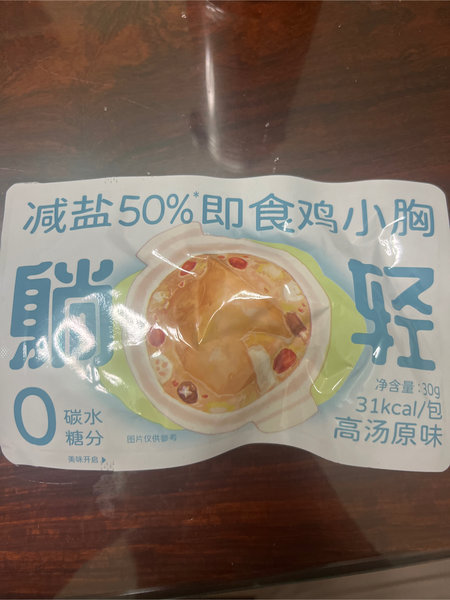 减盐50%*即食鸡小胸
躺轻
0碳水
糖分
净含量:30g
31kcal/包
高汤原味
图片仅供参考
美味开启